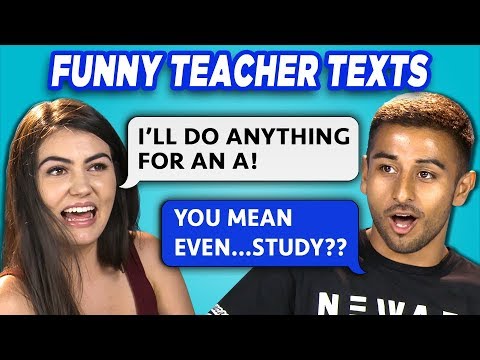 FUNNY TEACHER TEXTS
I'LL DO ANYTHING
FOR AN A!
YOU MEAN
EVEN...STUDY??